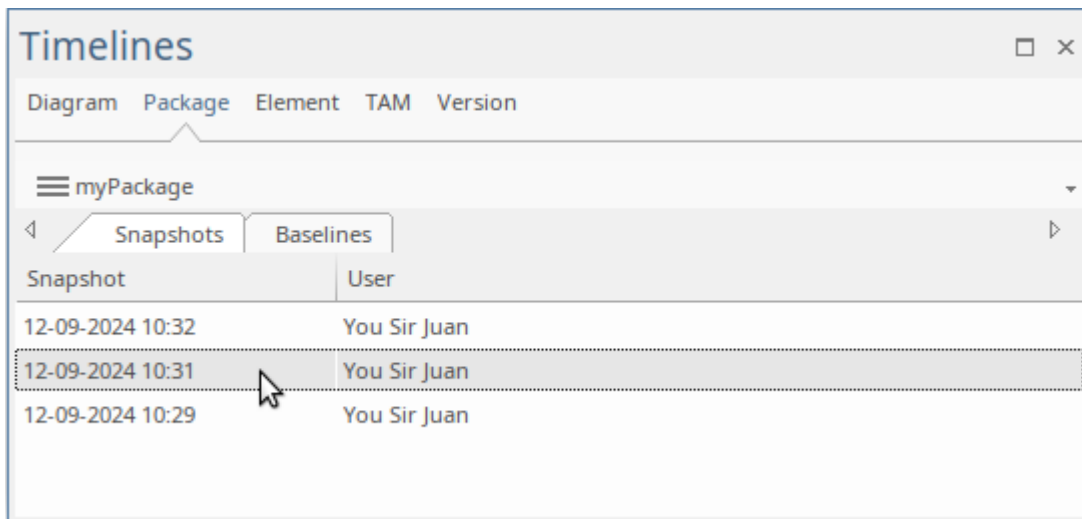 Timelines
Diagram Package Element TAM Version
myPackage
Snapshots Baselines
Snapshot User
12-09-2024 10:32 You Sir Juan
12-09-2024 10:31 You Sir Juan
12-09-2024 10:29 You Sir Juan